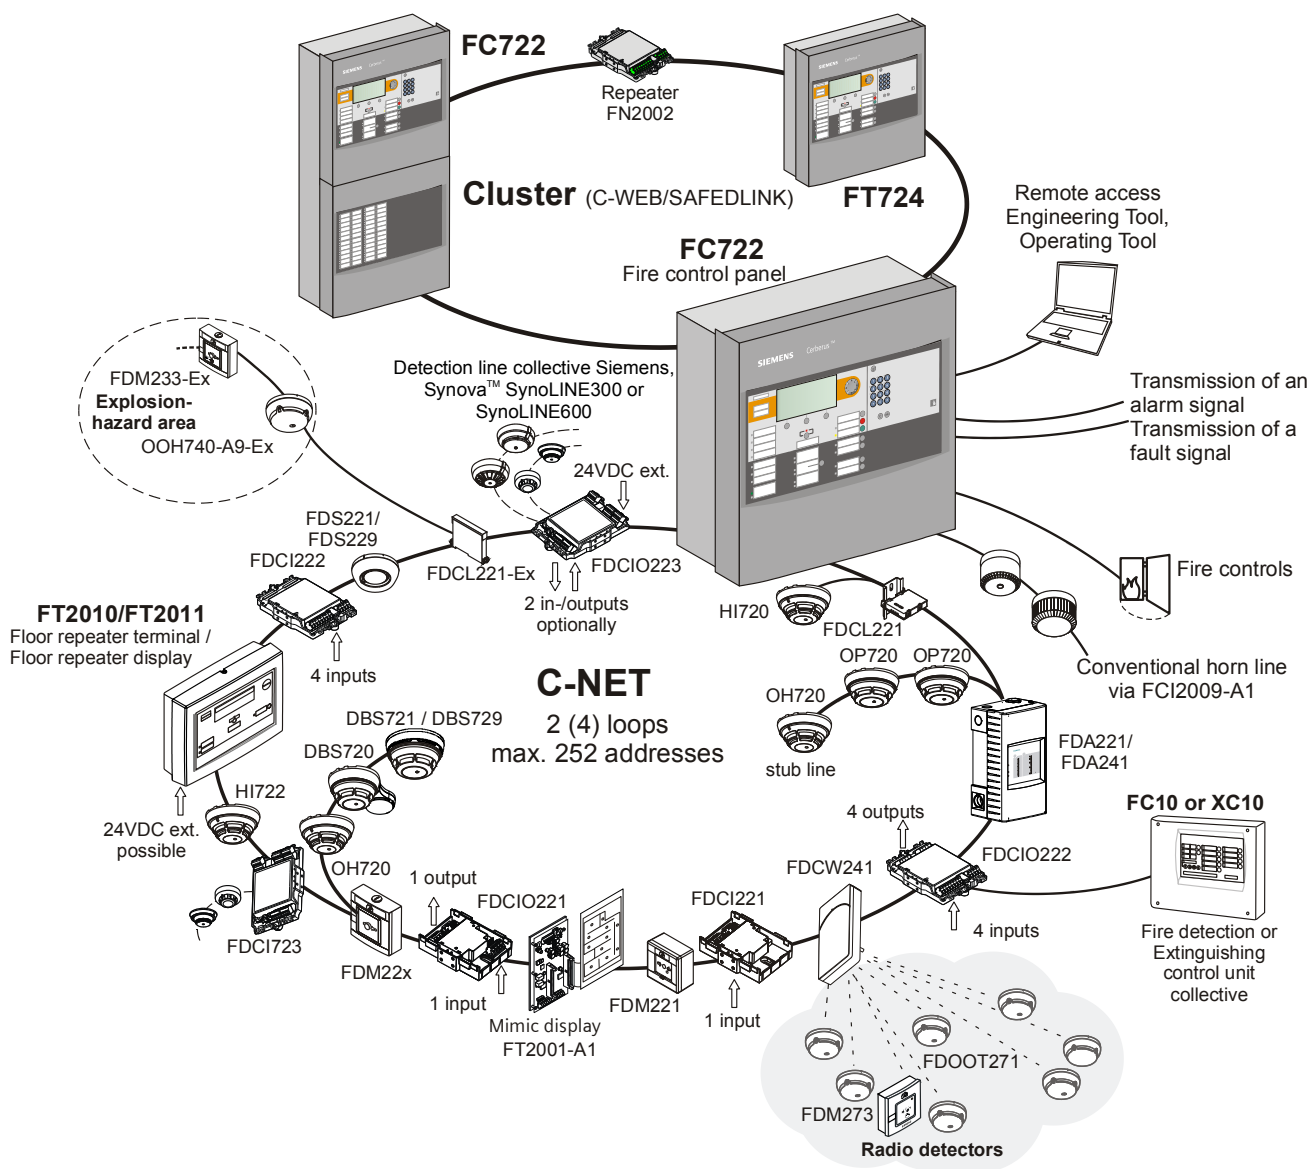 FC722
Repeater
FN2002
SIEMENS
SIEMENS
Cluster (C-WEB/SAFEDLINK)
FT724
Remote access
Engineering Tool,
Operating Tool
FC722
Fire control panel
SIEMENS Cerberus™
FDM233-Ex
Explosion-
hazard area
OOH740-A9-Ex
Detection line collective Siemens,
Synova™ SynoLINE300 or
SynoLINE600
24VDC ext.
Transmission of an
alarm signal
Transmission of a
fault signal
FDS221/
FDS229
FDCI222
FDCL221-Ex
FDCIO223
2 in-/outputs
optionally
Fire controls
HI720
FDCL221
FT2010/FT2011
Floor repeater terminal /
Floor repeater display
4 inputs
C-NET
2 (4) loops
max. 252 addresses
OP720
OP720
OH720
stub line
Conventional horn line
via FCI2009-A1
DBS721 / DBS729
DBS720
FDA221/
FDA241
HI722
24VDC ext.
possible
OH720
4 outputs
FC10 or XC10
FDCIO222
FDCW241
1 output
FDCIO221
FDCI221
FDCI723
FDM22x
1 input
Mimic display
FT2001-A1
FDM221
1 input
4 inputs
Fire detection or
Extinguishing
control unit
collective
FDOOT271
FDM273
Radio detectors